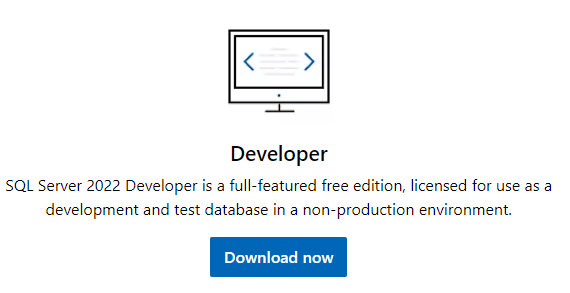 Developer
SQL Server 2022 Developer is a full-featured free edition, licensed for use as a
development and test database in a non-production environment.
Download now